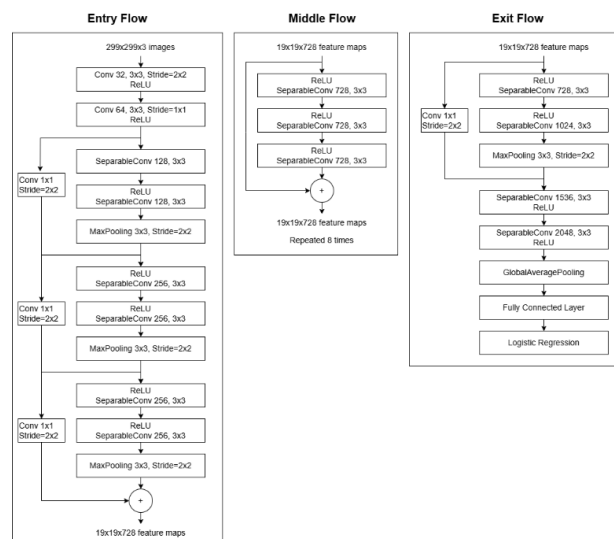 Entry Flow
299x299x3 images
Conv 32, 3x3, Stride=2x2
ReLU
Conv 64, 3x3, Stride=1x1
ReLU
Conv 1x1
Stride=2x2
SeparableConv 128, 3x3
ReLU
SeparableConv 128, 3x3
MaxPooling 3x3, Stride=2x2
Conv 1x1
Stride=2x2
ReLU
SeparableConv 256, 3x3
ReLU
SeparableConv 256, 3x3
MaxPooling 3x3, Stride=2x2
Conv 1x1
Stride=2x2
ReLU
SeparableConv 256, 3x3
ReLU
SeparableConv 256, 3x3
MaxPooling 3x3, Stride=2x2
+
19x19x728 feature maps
Middle Flow
19x19x728 feature maps
ReLU
SeparableConv 728, 3x3
ReLU
SeparableConv 728, 3x3
ReLU
SeparableConv 728, 3x3
+
19x19x728 feature maps
Repeated 8 times
Exit Flow
19x19x728 feature maps
ReLU
SeparableConv 728, 3x3
Conv 1x1
Stride=2x2
ReLU
SeparableConv 1024, 3x3
MaxPooling 3x3, Stride=2x2
SeparableConv 1536, 3x3
ReLU
SeparableConv 2048, 3x3
ReLU
GlobalAveragePooling
Fully Connected Layer
Logistic Regression